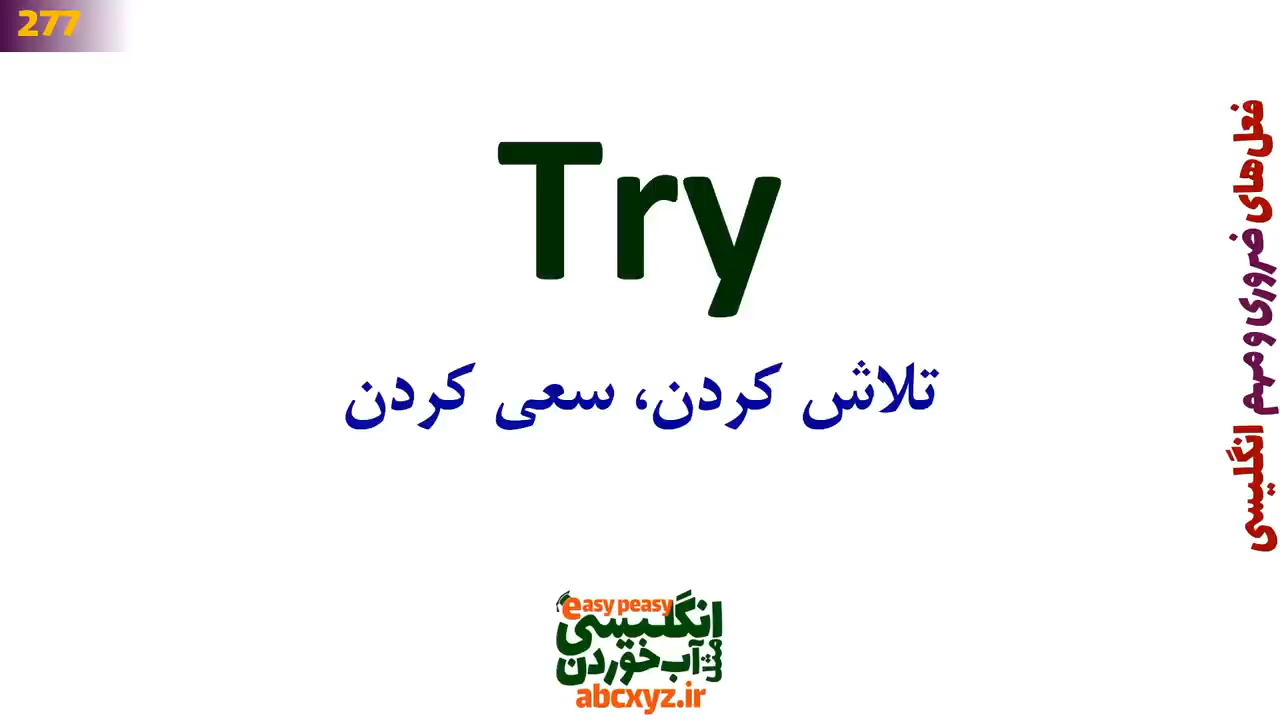 277
Try
تلاش کردن، سعی کردن
فعل‌های ضروری و مهم انگلیسی
easy peasy
انگلیسی
مثل آب خوردن
abcxyz.ir